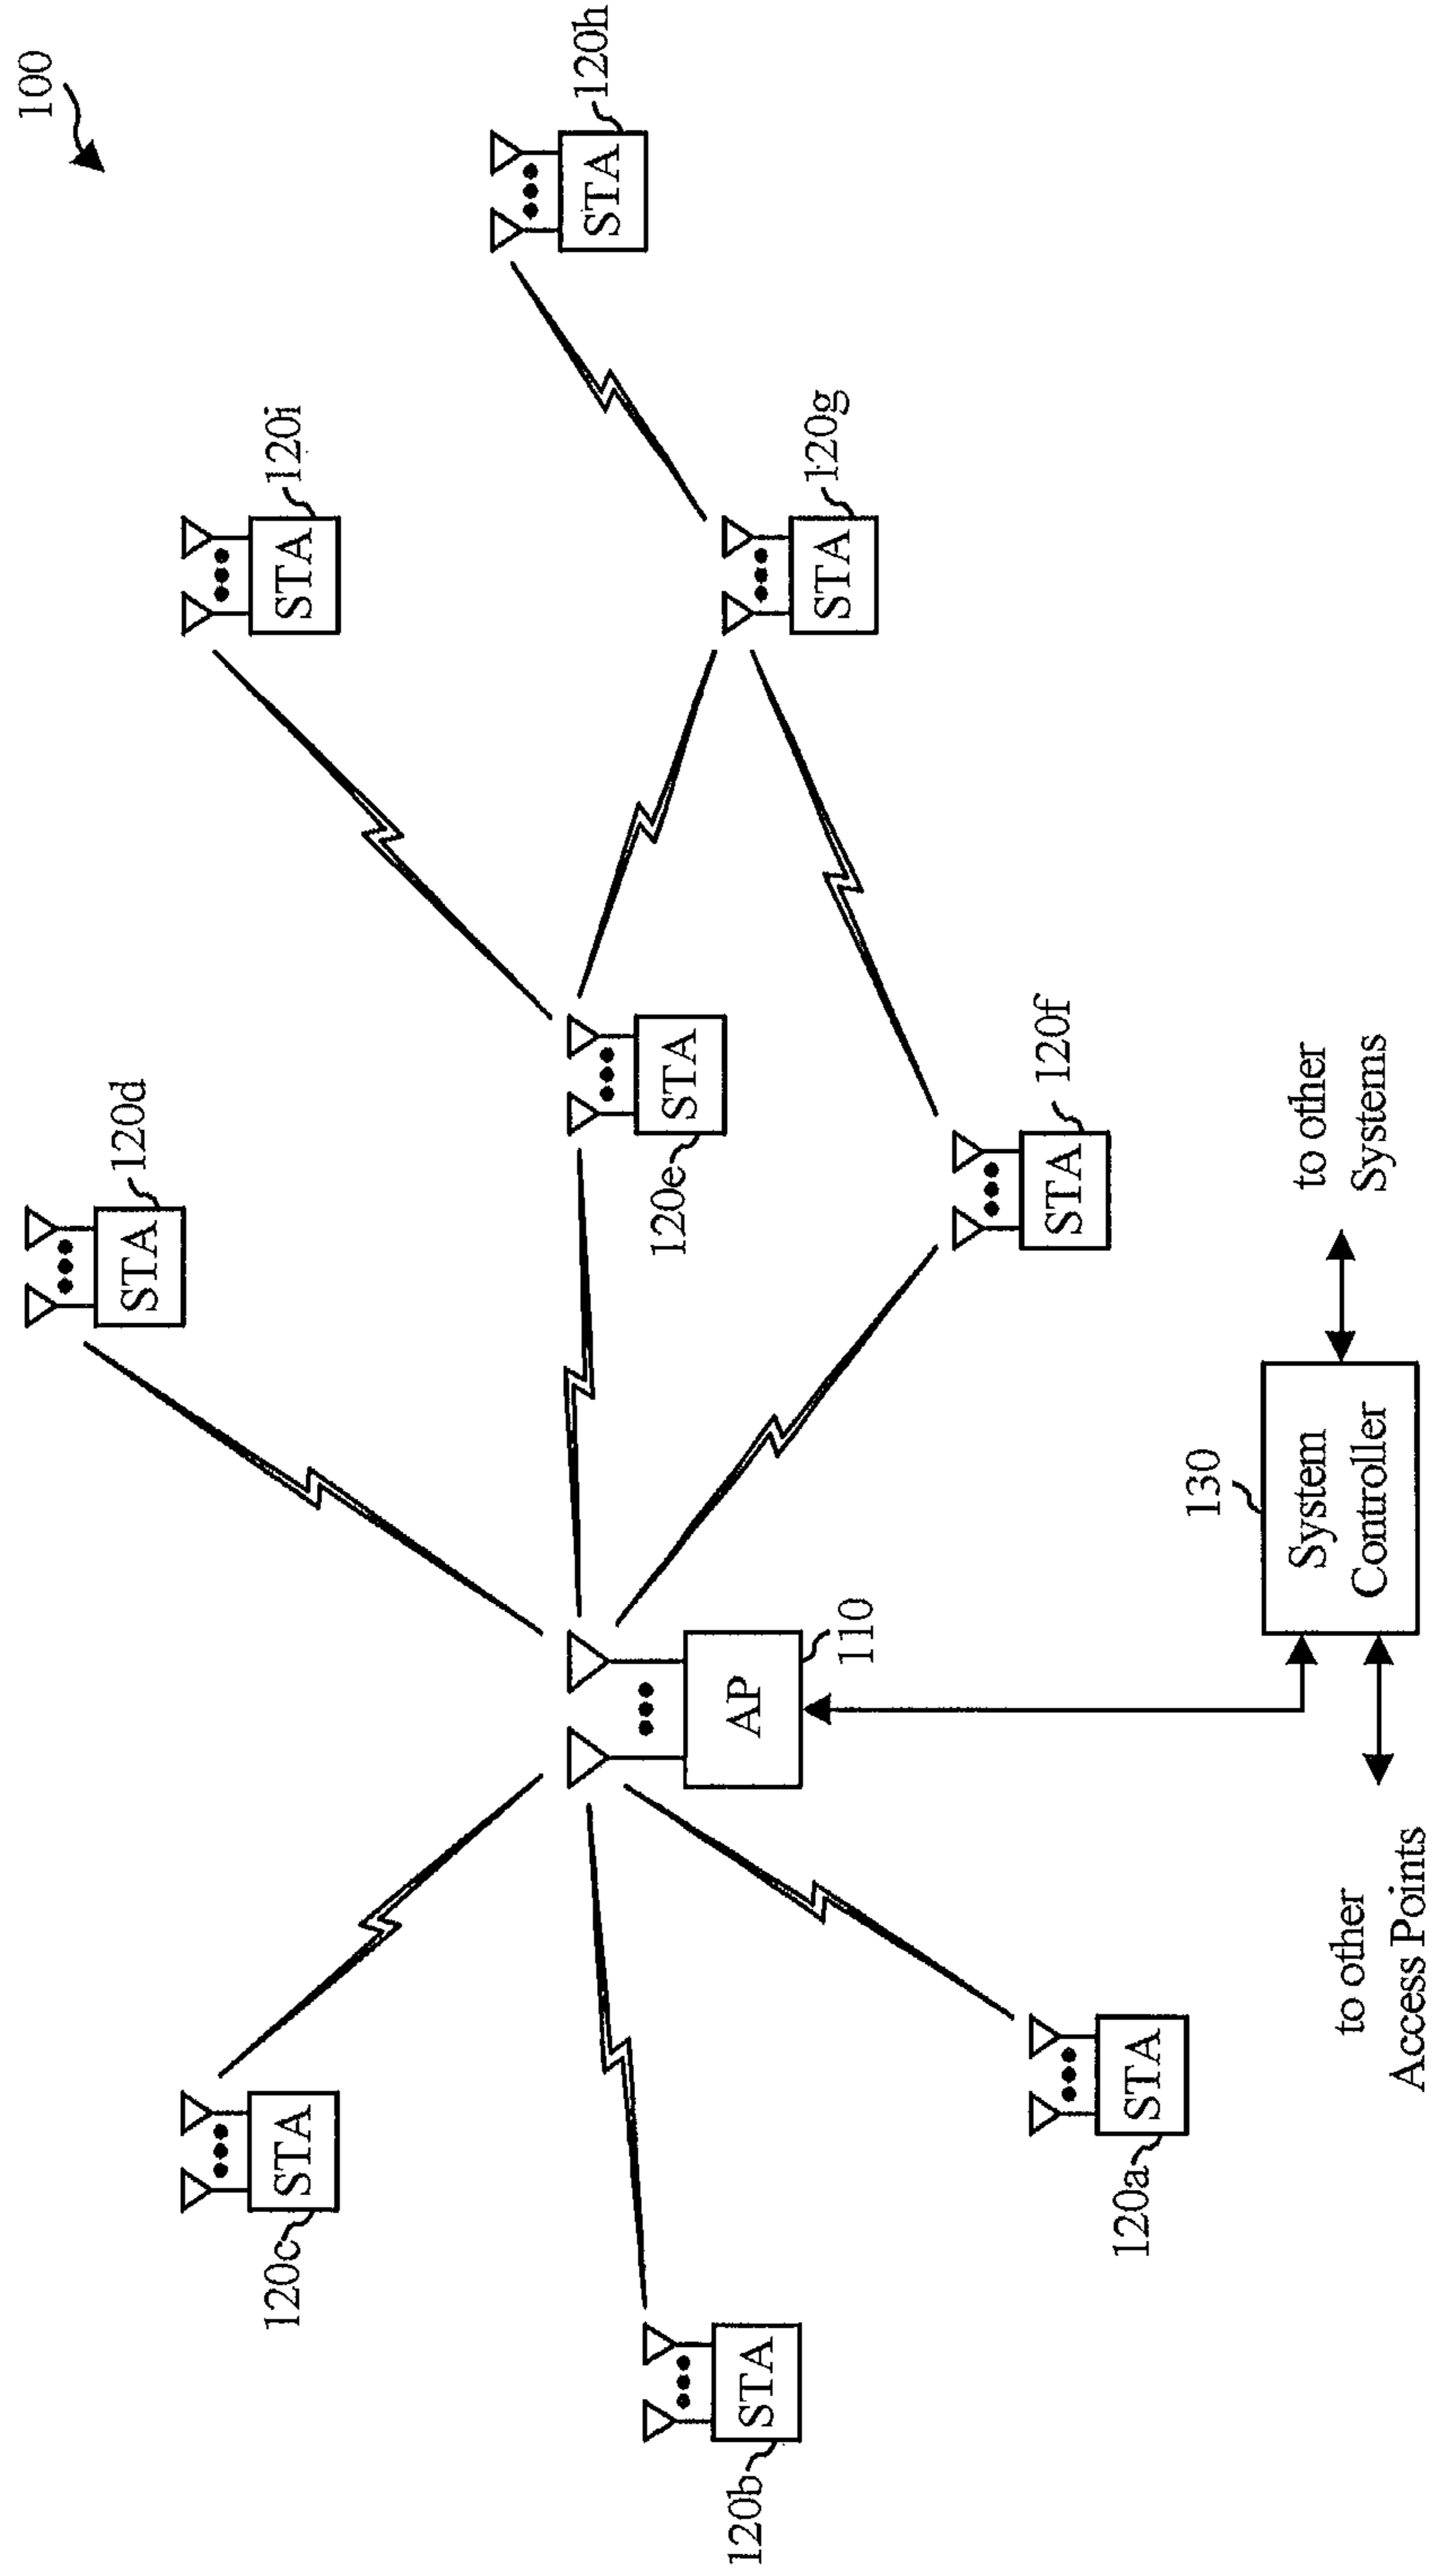 100
STA
120d
STA
120i
STA
120h
STA
120c
STA
120e
STA
120g
STA
120b
AP
110
STA
120f
STA
120a
130
System
Controller
to other
Systems
to other
Access Points